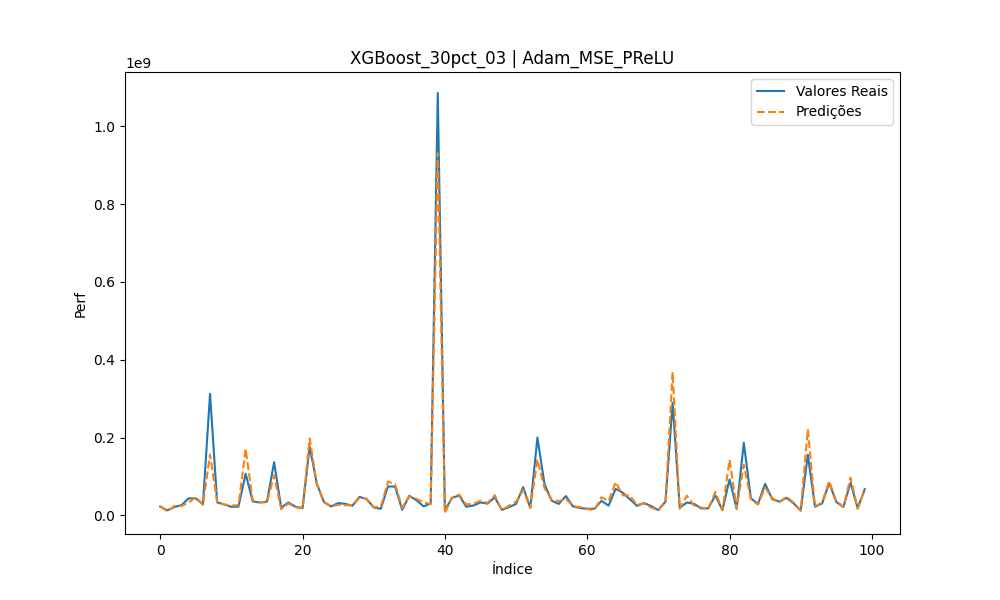 XGBoost_30pct_03 | Adam_MSE_PReLU
1e9
Valores Reais
Predições
1.0
0.8
0.6
0.4
0.2
0.0
Perf
0 20 40 60 80 100
Índice